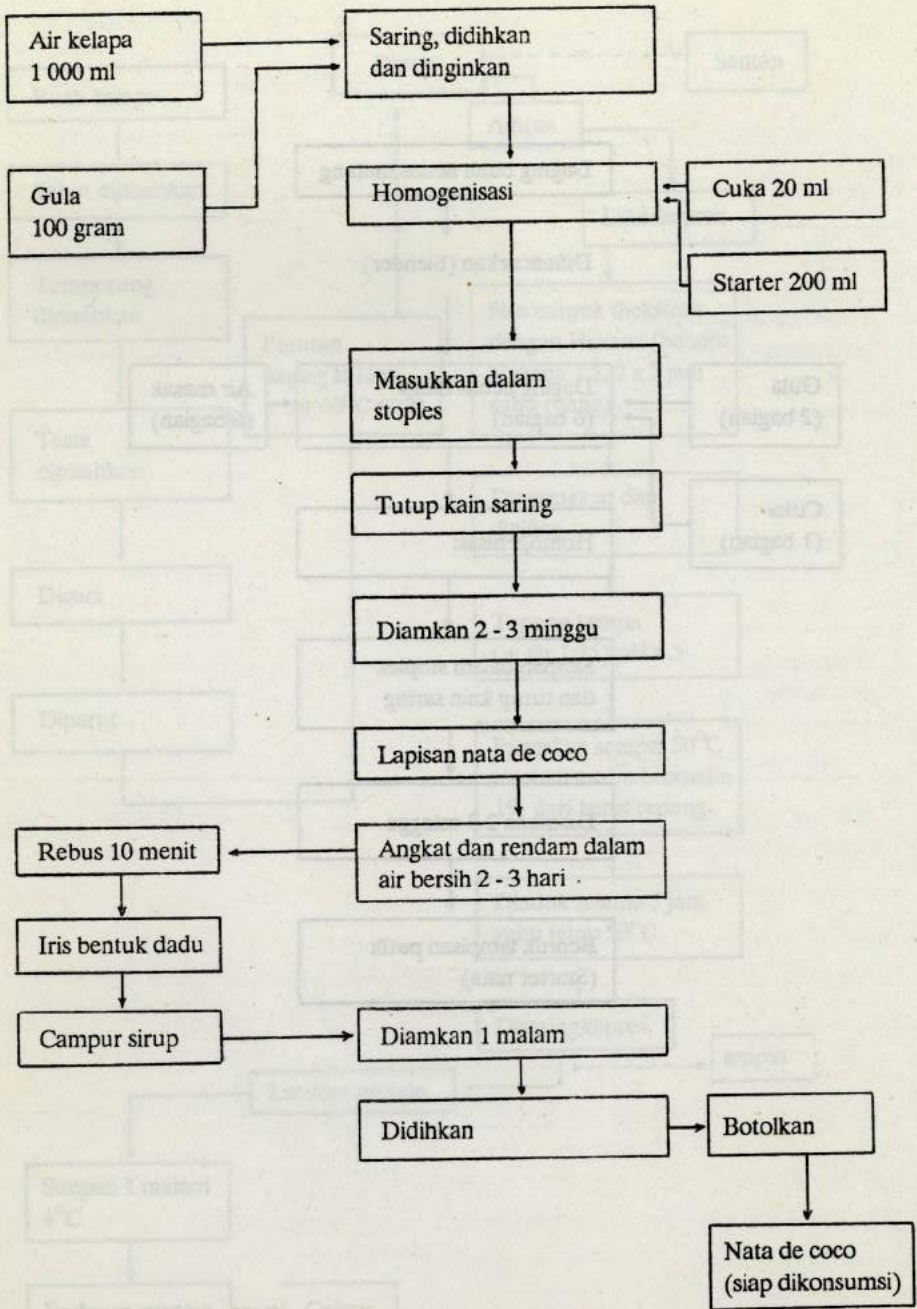 Air kelapa
1 000 ml
Saring, didihkan
dan dinginkan
Gula
100 gram
Homogenisasi
Cuka 20 ml
Starter 200 ml
Masukkan dalam
stoples
Tutup kain saring
Diamkan 2 - 3 minggu
Lapisan nata de coco
Angkat dan rendam dalam
air bersih 2 - 3 hari
Rebus 10 menit
Iris bentuk dadu
Campur sirup
Diamkan 1 malam
Didihkan
Botolkan
Nata de coco
(siap dikonsumsi)